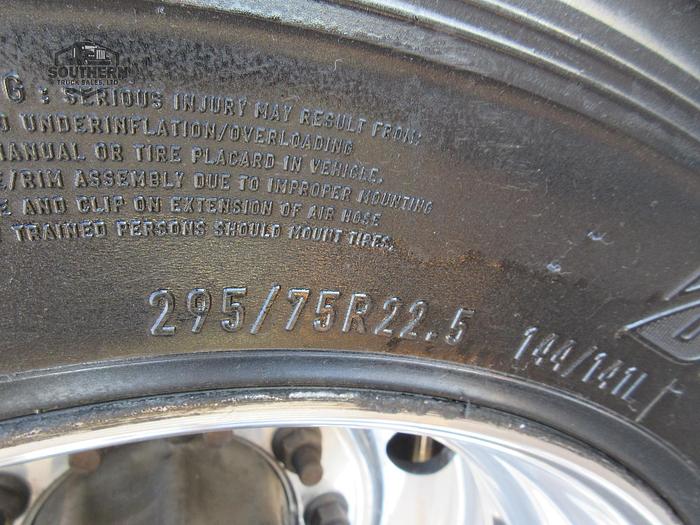 SOUTHERN
TRUCK SALES, LTD
G : SERIOUS INJURY MAY RESULT FROM:
UNDERINFLATION/OVERLOADING
MANUAL OR TIRE PLACARD IN VEHICLE.
E/RIM ASSEMBLY DUE TO IMPROPER MOUNTING
E AND CLIP ON EXTENSION OF AIR HOSE
TRAINED PERSONS SHOULD MOUNT TIRES.
295/75R22.5
144/141L